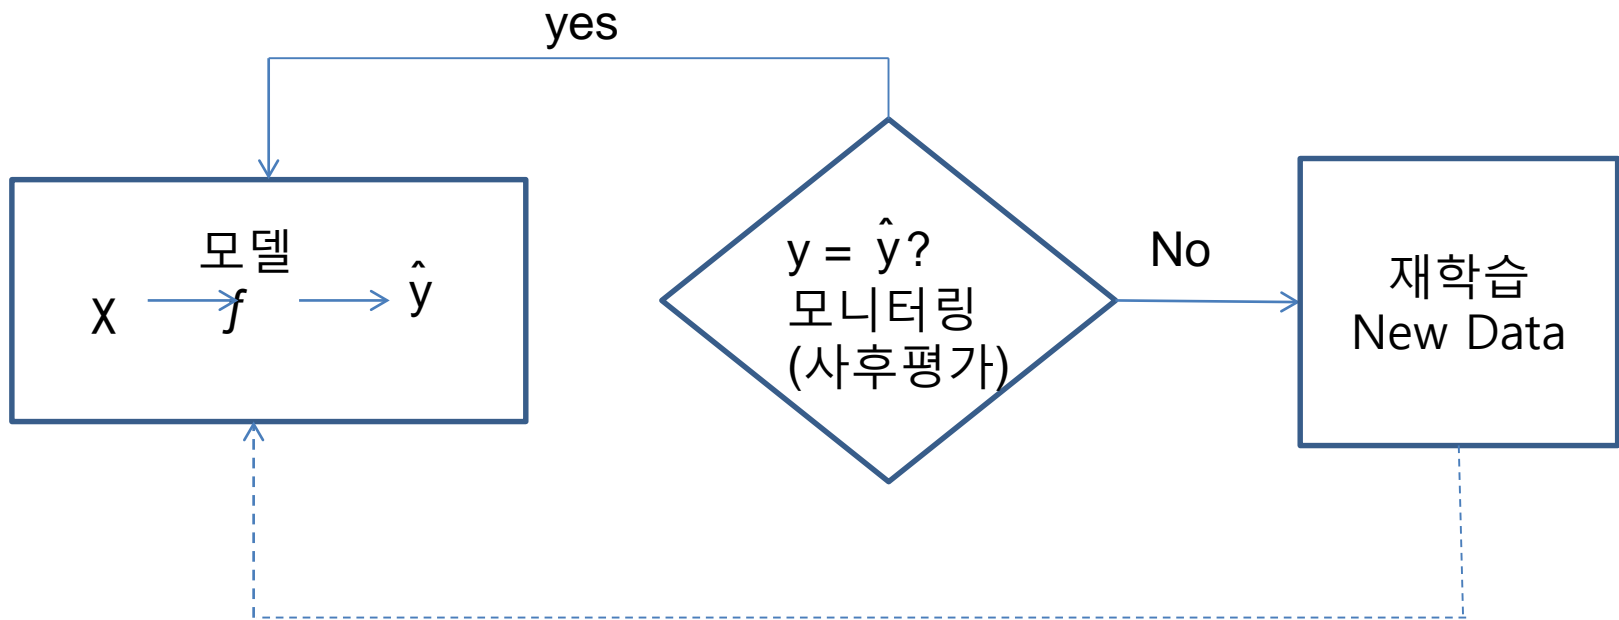 yes
모델
X f ŷ
y = ŷ?
모니터링
(사후평가)
No
재학습
New Data